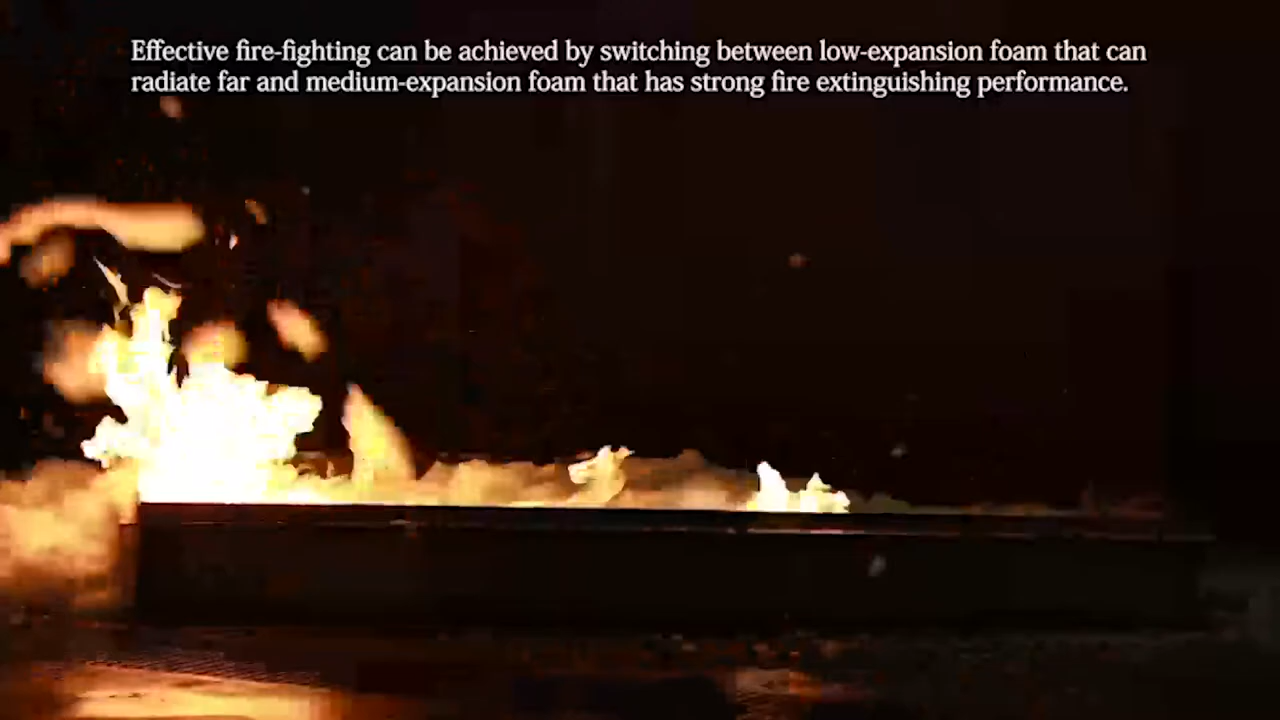 Effective fire-fighting can be achieved by switching between low-expansion foam that can
radiate far and medium-expansion foam that has strong fire extinguishing performance.